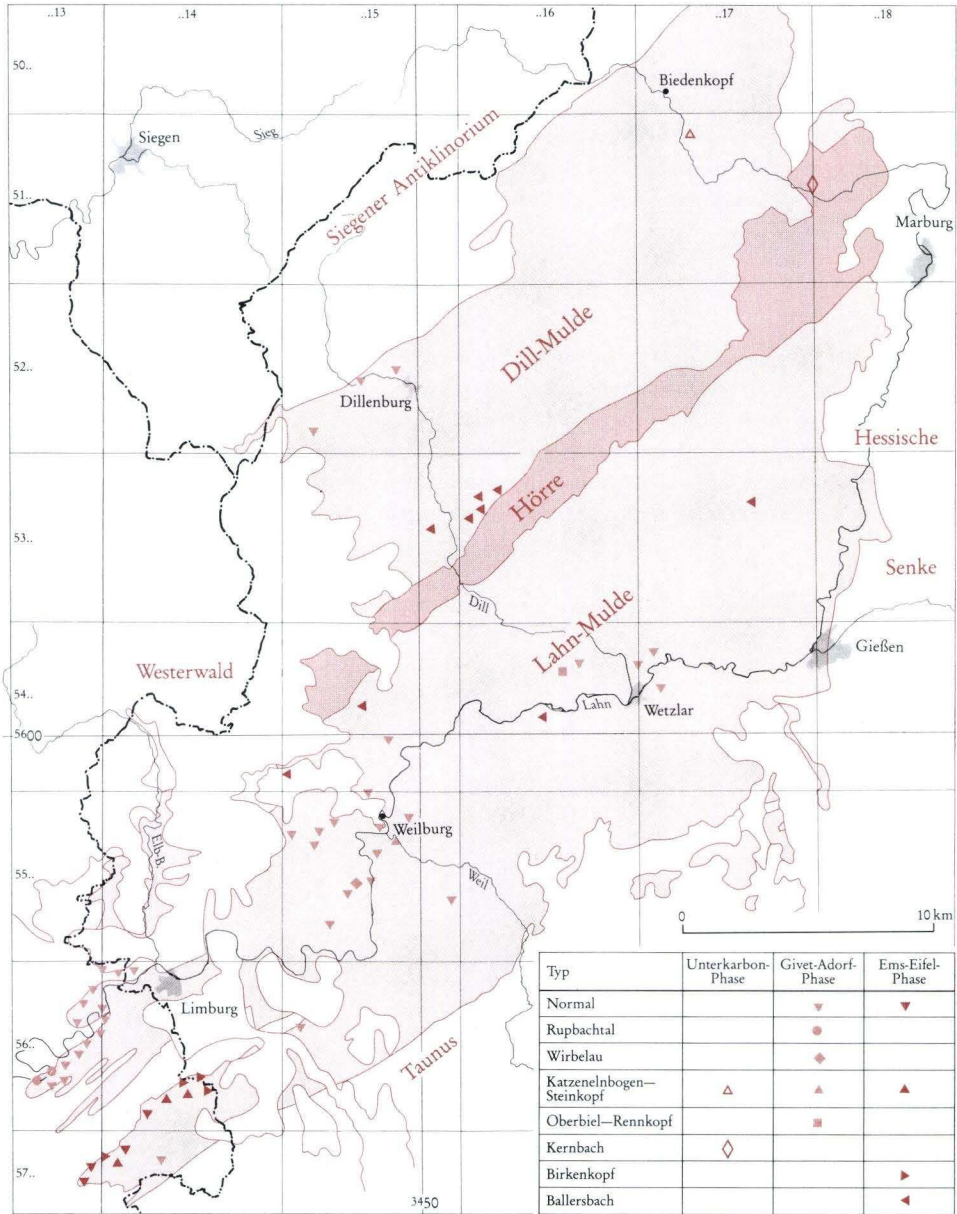 ..13 ..14 ..15 ..16 ..17 ..18
50..
Biedenkopf
Siegen
Sieg
Siegener Antiklinorium
51..
Marburg
Dill-Mulde
52..
Dillenburg
Hessische
Hörre
53..
Senke
Dill
Lahn-Mulde
Gießen
Westerwald
54..
Lahn
Wetzlar
5600
Weilburg
Elb-B.
Weil
55..
0 10 km
Limburg
56..
Taunus
57..
3450
Typ Unterkarbon-Phase Givet-Adorf-Phase Ems-Eifel-Phase
Normal
Rupbachtal
Wirbelau
Katzenelnbogen—
Steinkopf
Oberbiel—Rennkopf
Kernbach
Birkenkopf
Ballersbach